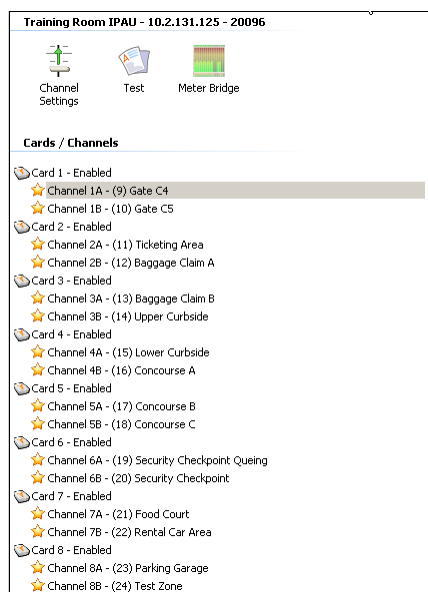 Training Room IPAU - 10.2.131.125 - 20096
Channel Settings
Test
Meter Bridge
Cards / Channels
Card 1 - Enabled
Channel 1A - (9) Gate C4
Channel 1B - (10) Gate C5
Card 2 - Enabled
Channel 2A - (11) Ticketing Area
Channel 2B - (12) Baggage Claim A
Card 3 - Enabled
Channel 3A - (13) Baggage Claim B
Channel 3B - (14) Upper Curbside
Card 4 - Enabled
Channel 4A - (15) Lower Curbside
Channel 4B - (16) Concourse A
Card 5 - Enabled
Channel 5A - (17) Concourse B
Channel 5B - (18) Concourse C
Card 6 - Enabled
Channel 6A - (19) Security Checkpoint Queing
Channel 6B - (20) Security Checkpoint
Card 7 - Enabled
Channel 7A - (21) Food Court
Channel 7B - (22) Rental Car Area
Card 8 - Enabled
Channel 8A - (23) Parking Garage
Channel 8B - (24) Test Zone